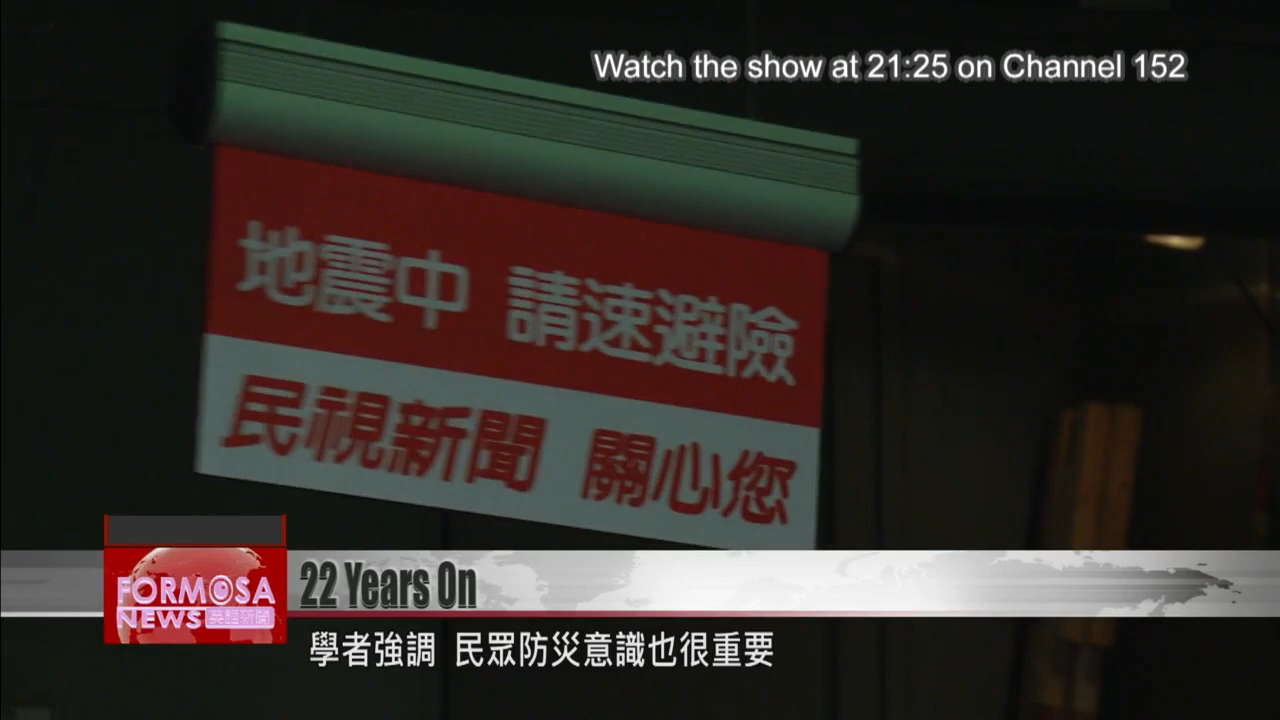 Watch the show at 21:25 on Channel 152
地震中 請速避險
民視新聞 關心您
FORMOSA
NEWS 英語新聞
22 Years On
學者強調 民眾防災意識也很重要